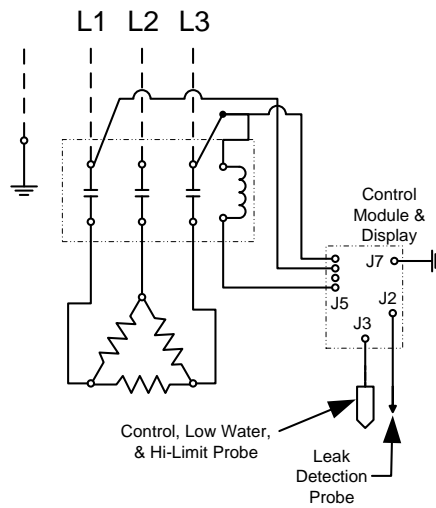 L1 L2 L3
Control
Module &
Display
J7
J5
J2
J3
Control, Low Water,
& Hi-Limit Probe
Leak
Detection
Probe